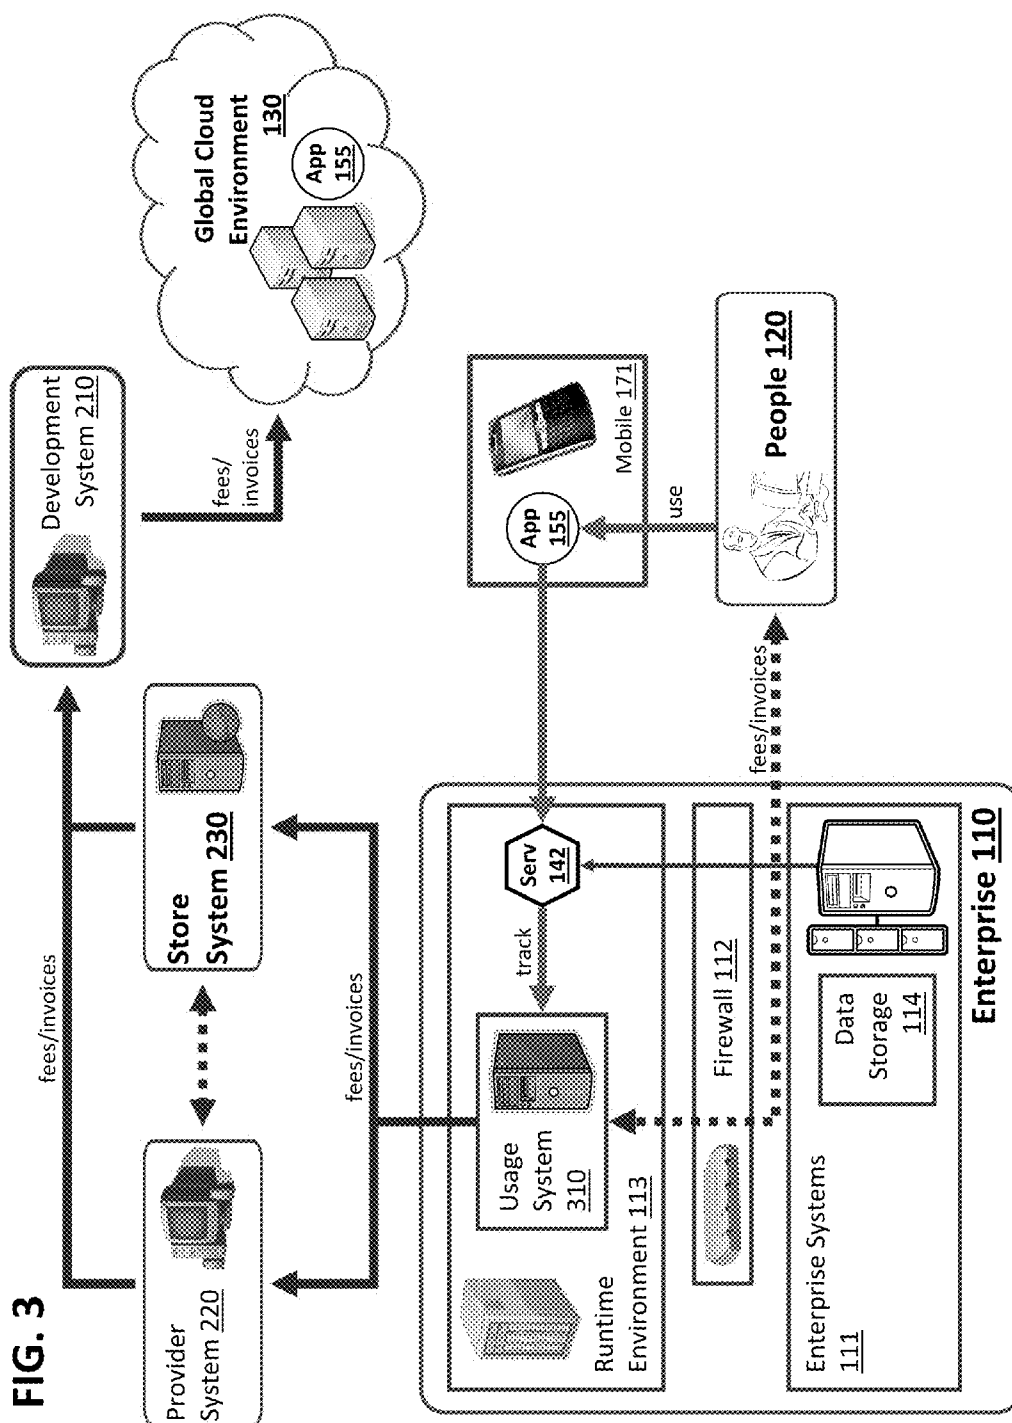 FIG. 3
Provider
System 220
fees/invoices
Store
System 230
Development
System 210
fees/
invoices
Global Cloud
Environment
130
App
155
fees/invoices
Usage
System
310
track
Serv
142
Runtime
Environment 113
App
155
Mobile 171
use
People 120
fees/invoices
Firewall 112
Enterprise Systems
111
Data
Storage
114
Enterprise 110